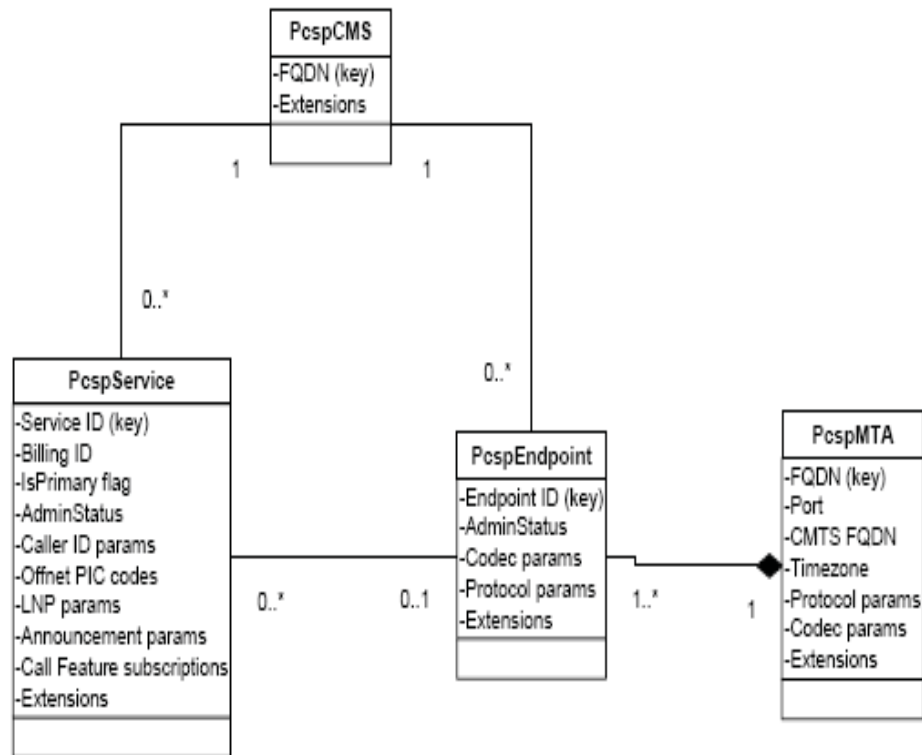 PcspCMS
-FQDN (key)
-Extensions
1
1
0..*
0..*
PcspService
-Service ID (key)
-Billing ID
-IsPrimary flag
-AdminStatus
-Caller ID params
-Offnet PIC codes
-LNP params
-Announcement params
-Call Feature subscriptions
-Extensions
0..*
0..1
PcspEndpoint
-Endpoint ID (key)
-AdminStatus
-Codec params
-Protocol params
-Extensions
1..*
1
PcspMTA
-FQDN (key)
-Port
-CMTS FQDN
-Timezone
-Protocol params
-Codec params
-Extensions